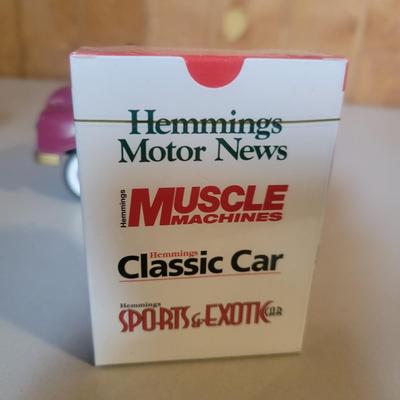 Hemmings
Motor News
Hemmings
MUSCLE
MACHINES
Hemmings
Classic Car
Hemmings
SPORTS & EXOTIC CAR